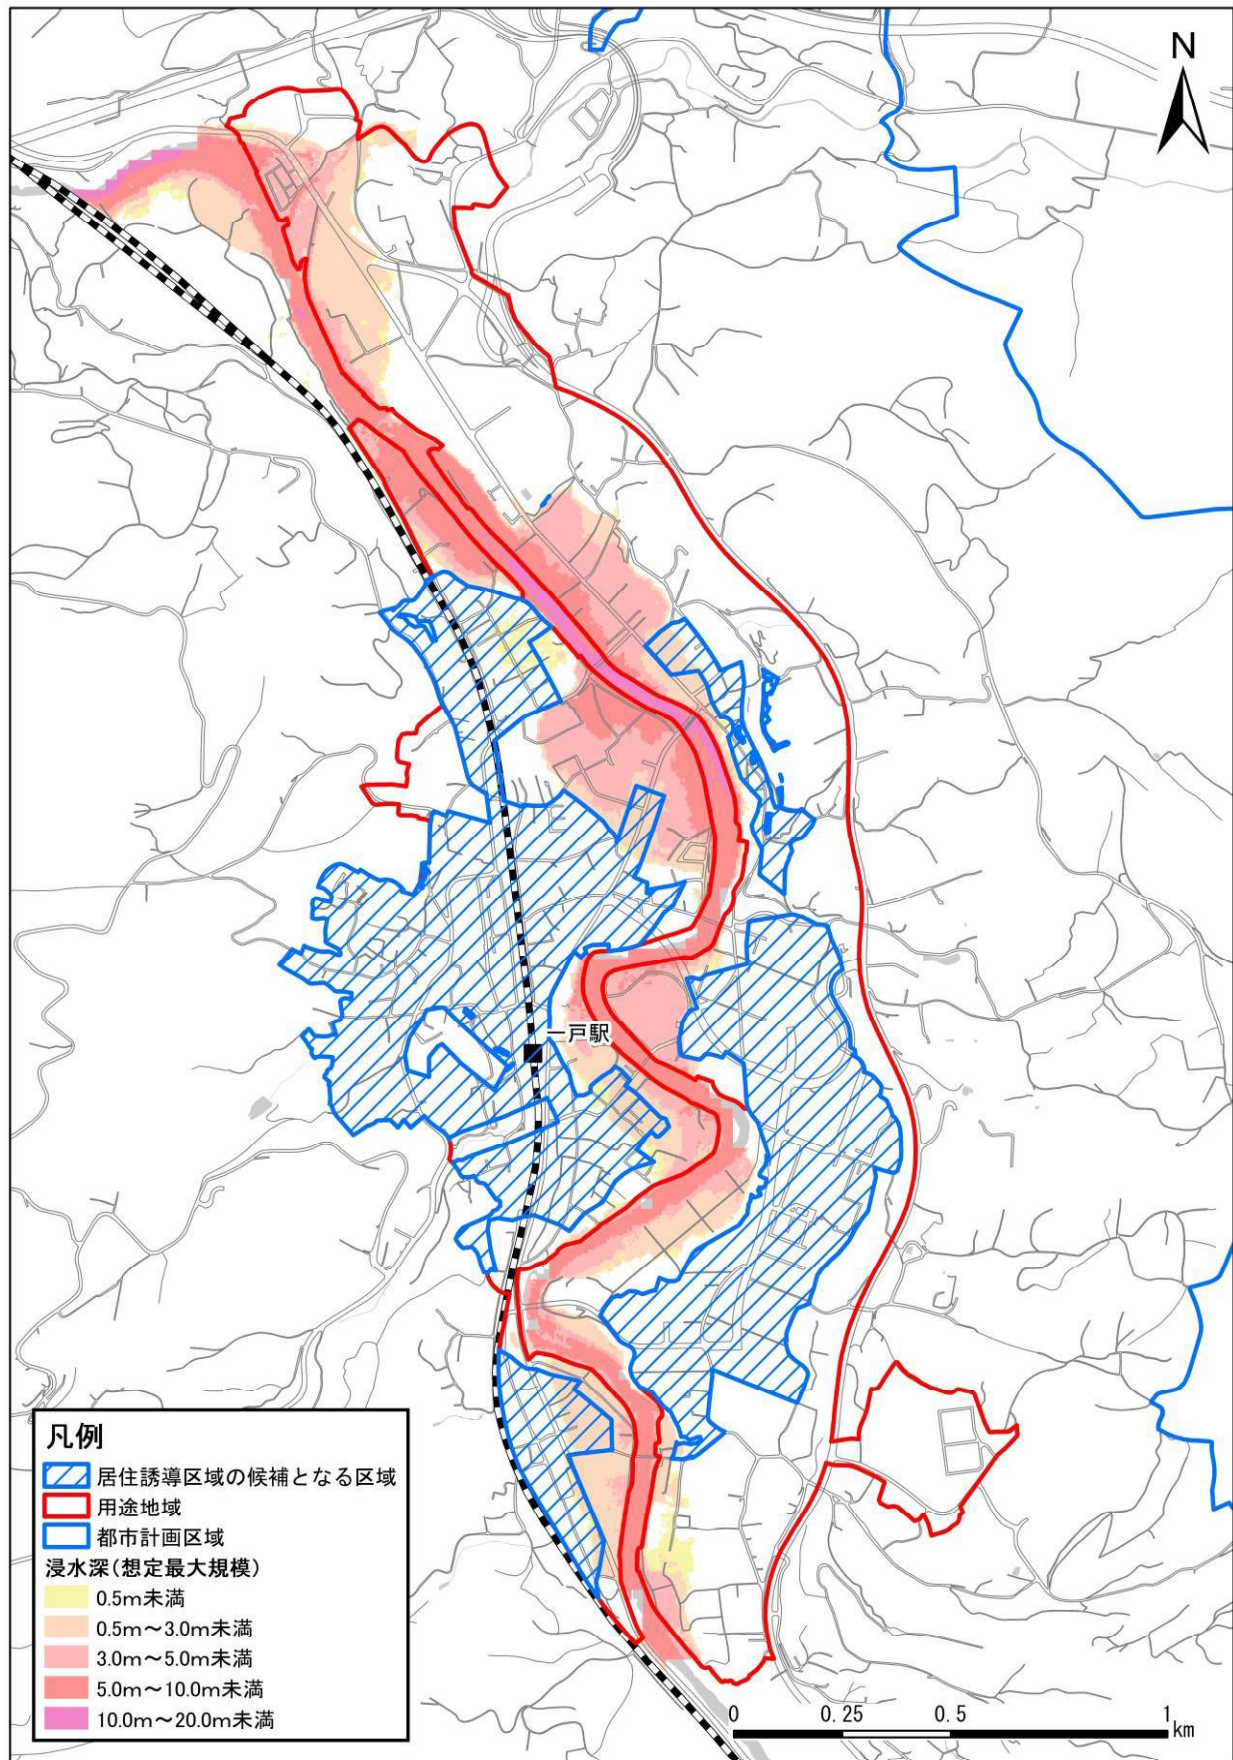 N
一戸駅
凡例
居住誘導区域の候補となる区域
用途地域
都市計画区域
浸水深(想定最大規模)
0.5m未満
0.5m~3.0m未満
3.0m~5.0m未満
5.0m~10.0m未満
10.0m~20.0m未満
0 0.25 0.5 1
km